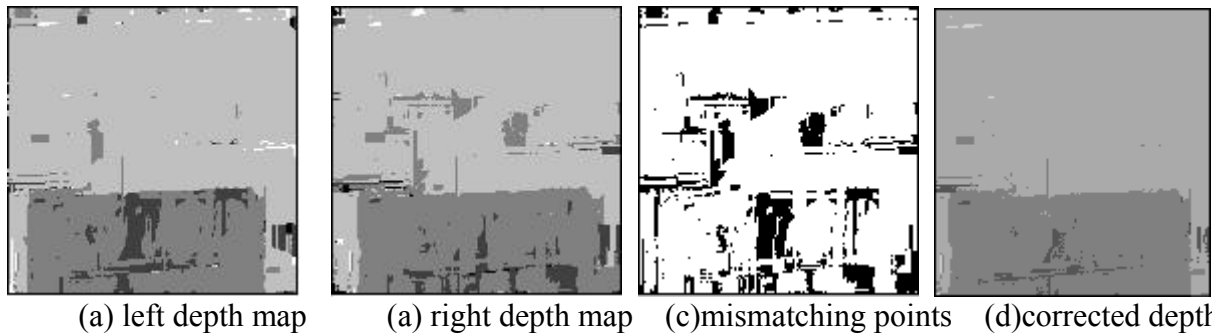 (a) left depth map (a) right depth map (c)mismatching points (d)corrected depth